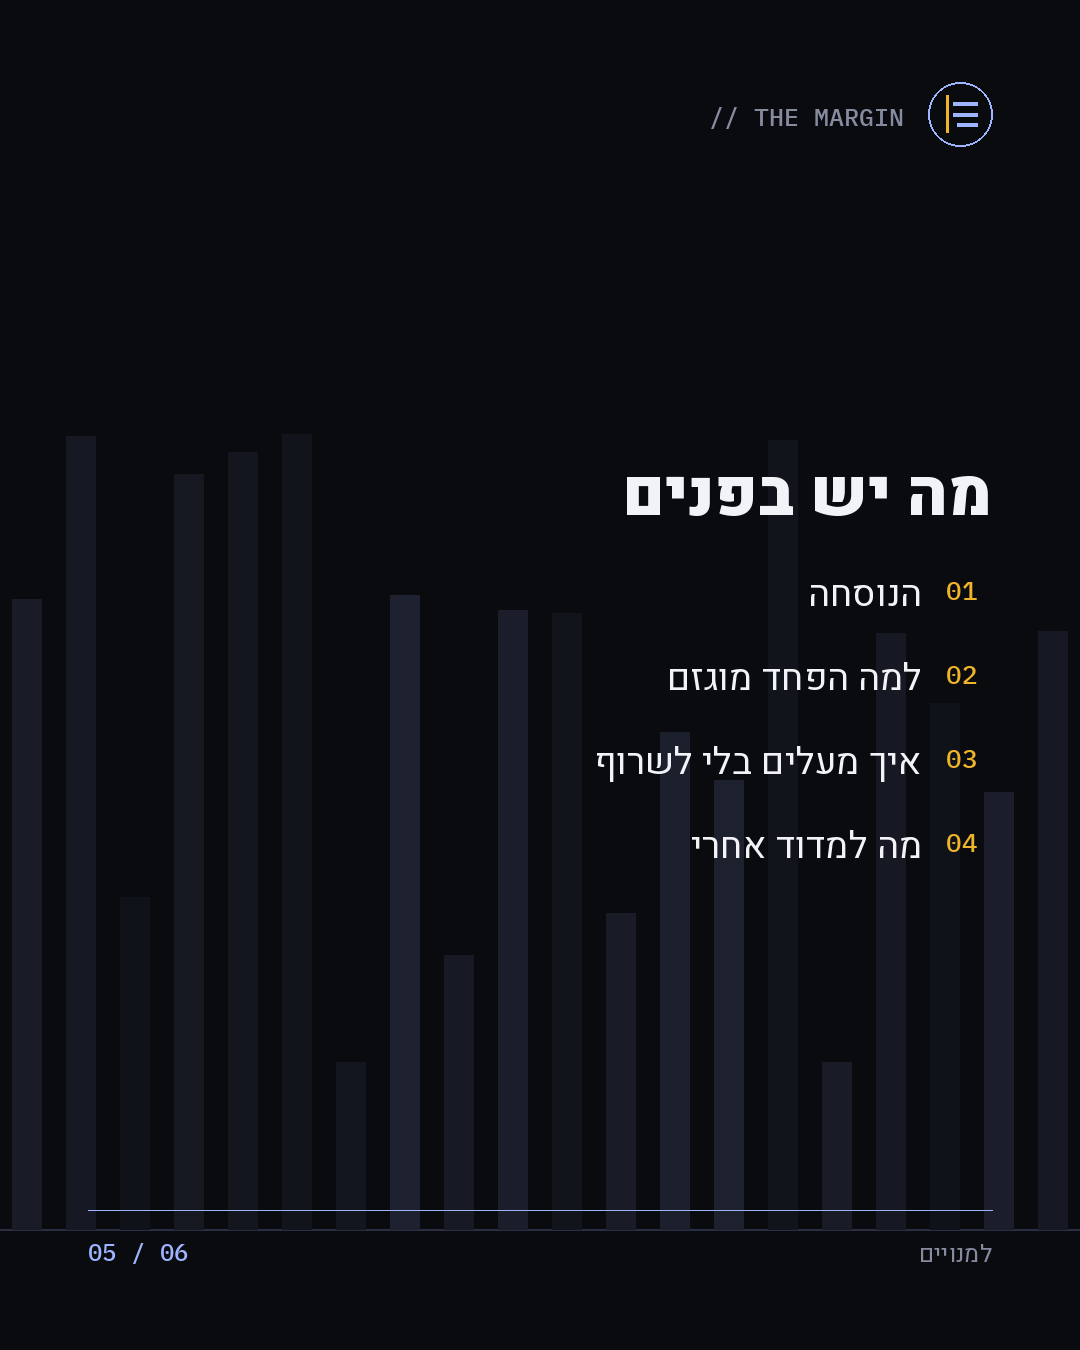 // THE MARGIN
מה יש בפנים
01 הנוסחה
02 למה הפחד מוגזם
03 איך מעלים בלי לשרוף
04 מה למדוד אחרי
למנויים
05 / 06